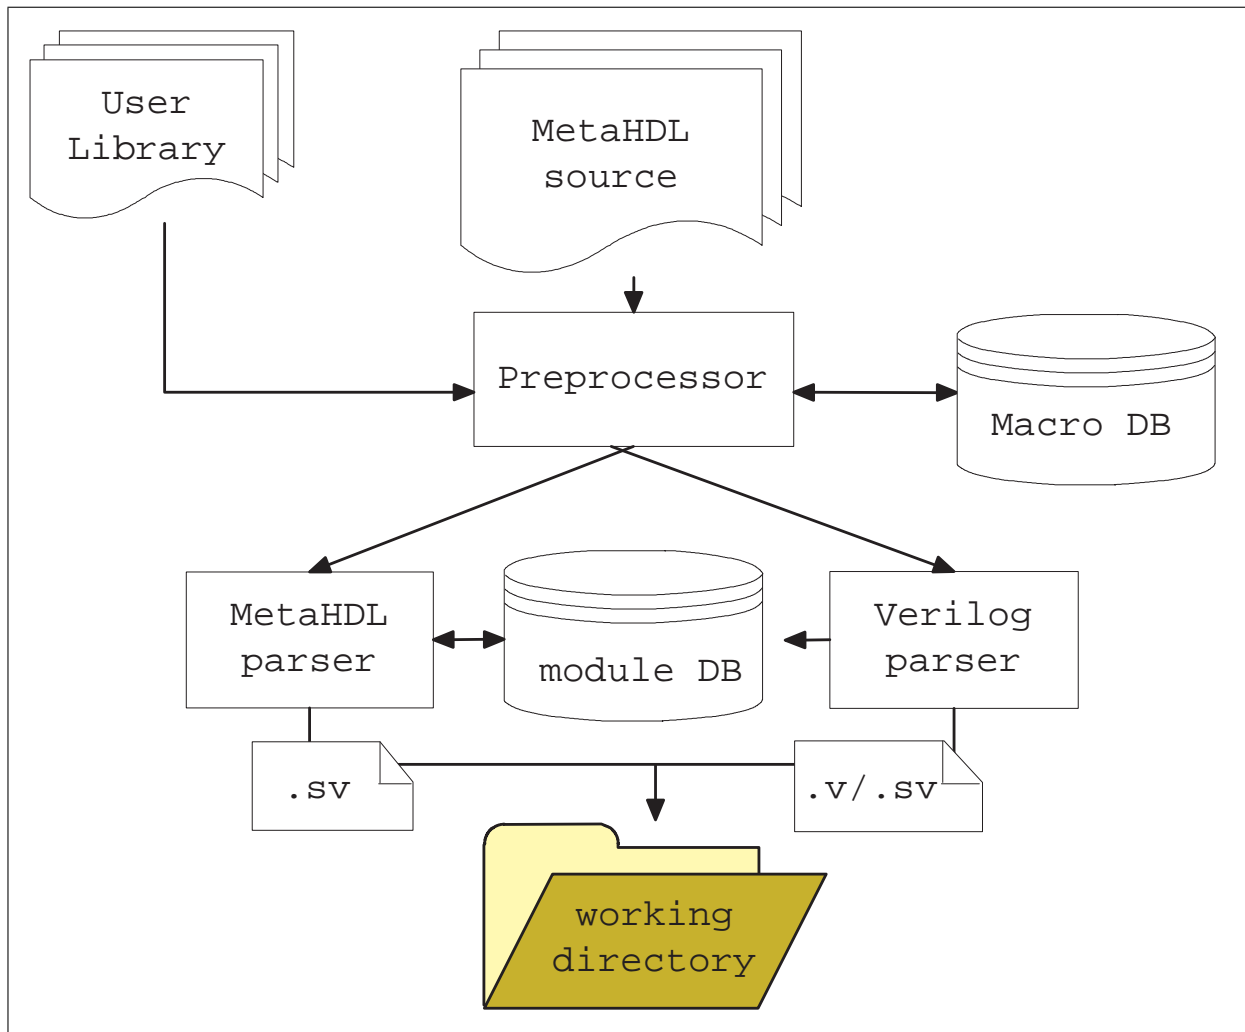 User
Library
MetaHDL
source
Preprocessor
Macro DB
MetaHDL
parser
module DB
Verilog
parser
.sv
.v/.sv
working
directory